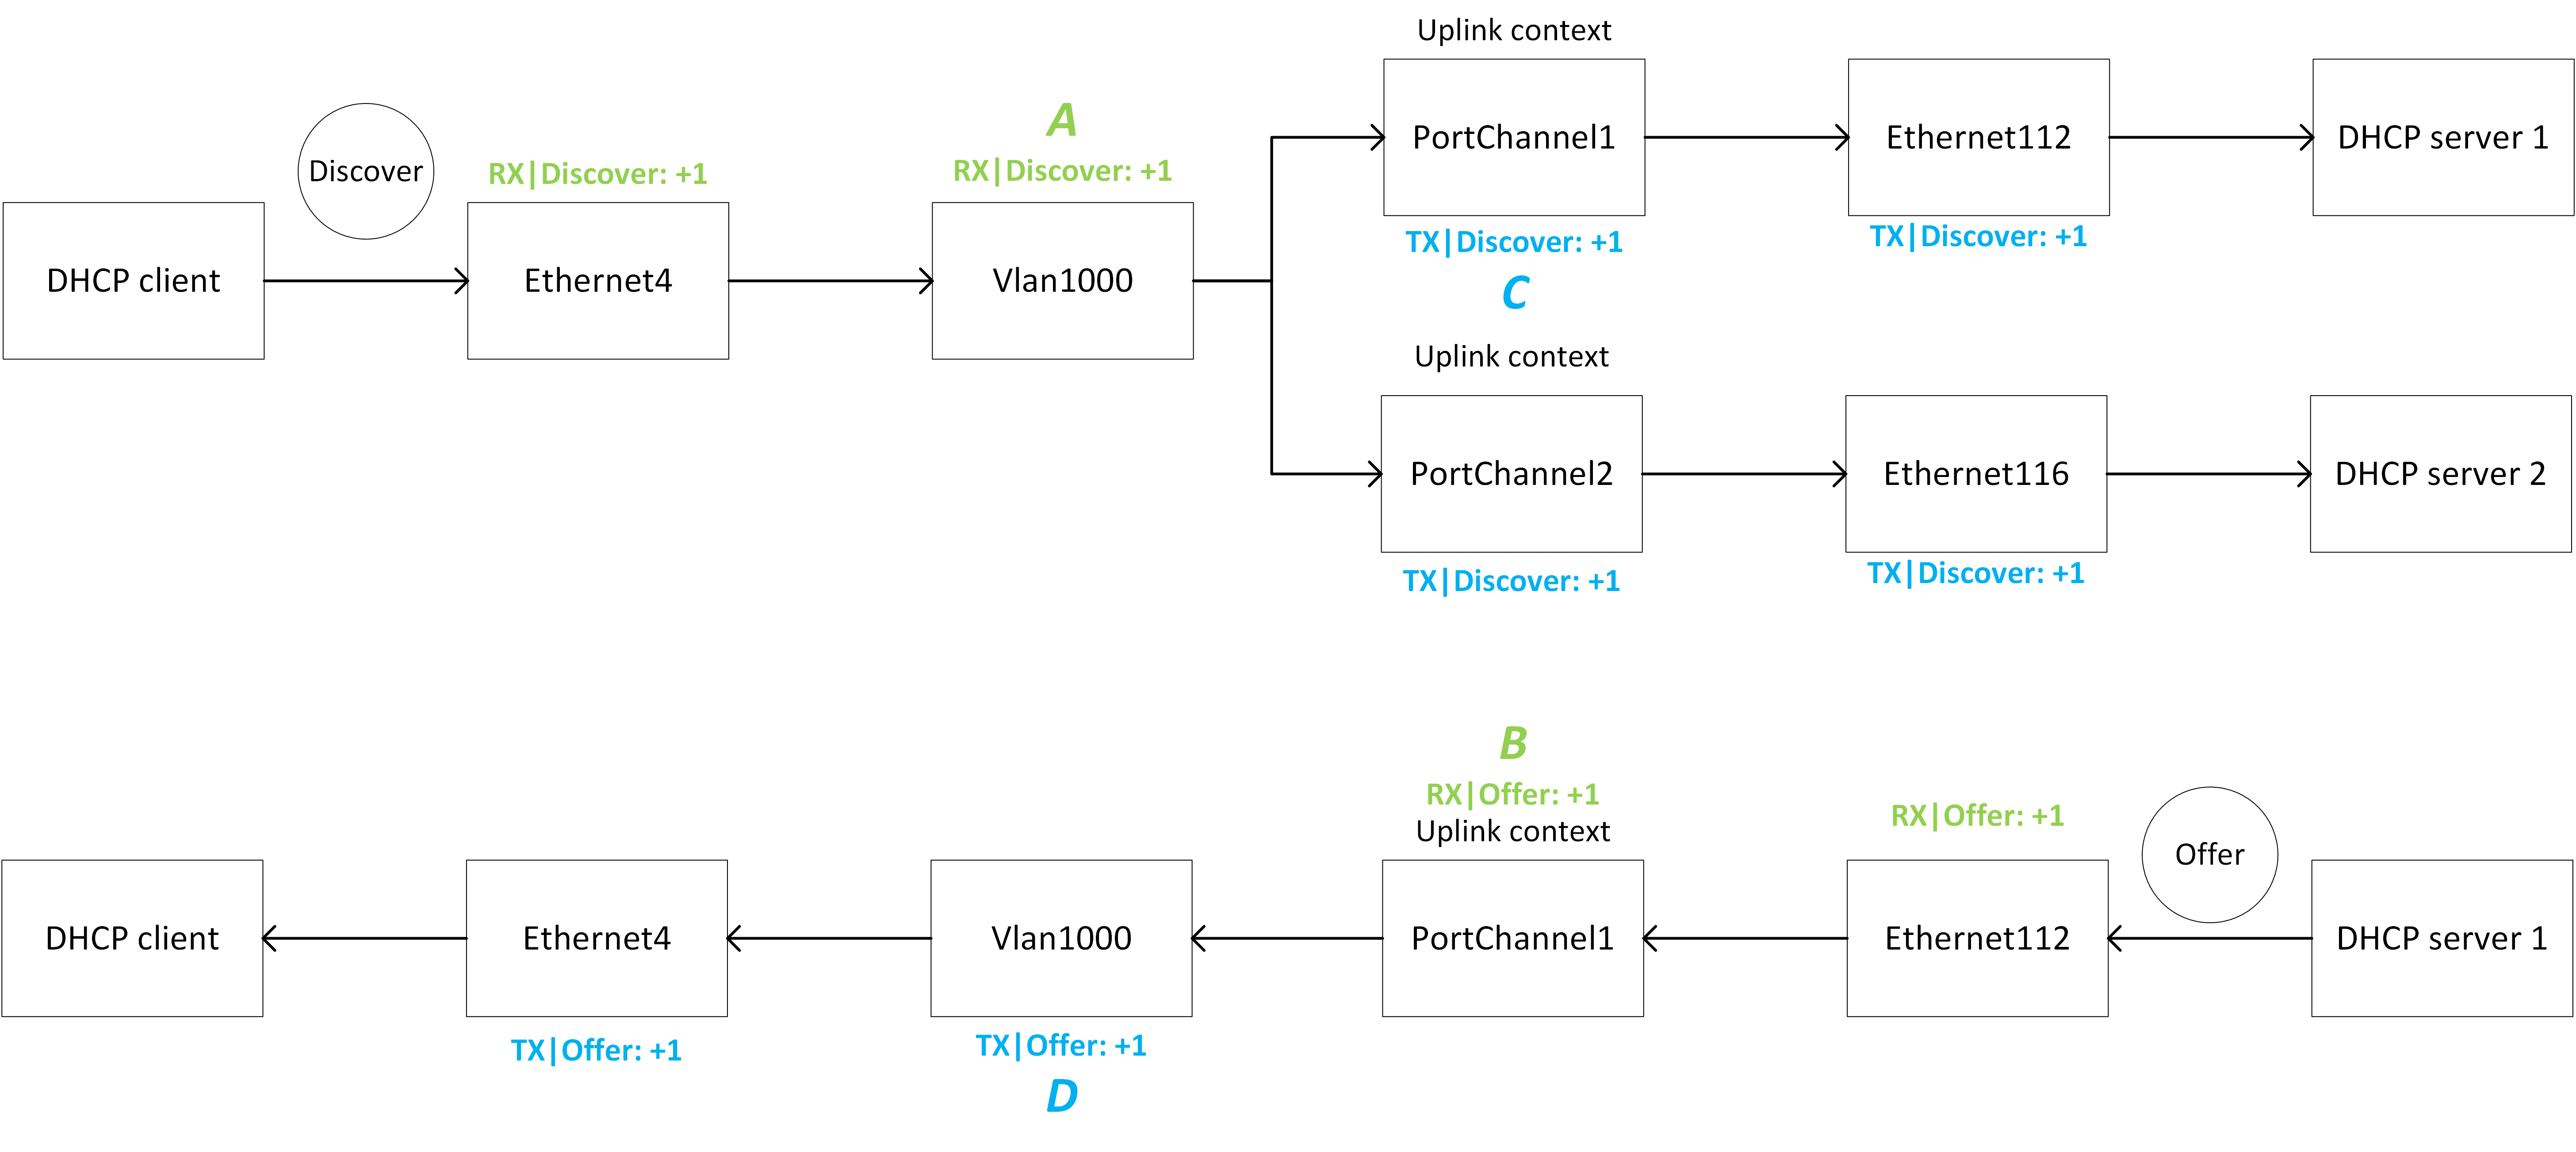 Uplink context
A
Discover
RX|Discover: +1
RX|Discover: +1
PortChannel1
Ethernet112
DHCP server 1
TX|Discover: +1
TX|Discover: +1
C
DHCP client
Ethernet4
Vlan1000
Uplink context
PortChannel2
Ethernet116
DHCP server 2
TX|Discover: +1
TX|Discover: +1
B
RX|Offer: +1
Uplink context
RX|Offer: +1
Offer
DHCP client
Ethernet4
Vlan1000
PortChannel1
Ethernet112
DHCP server 1
TX|Offer: +1
TX|Offer: +1
D